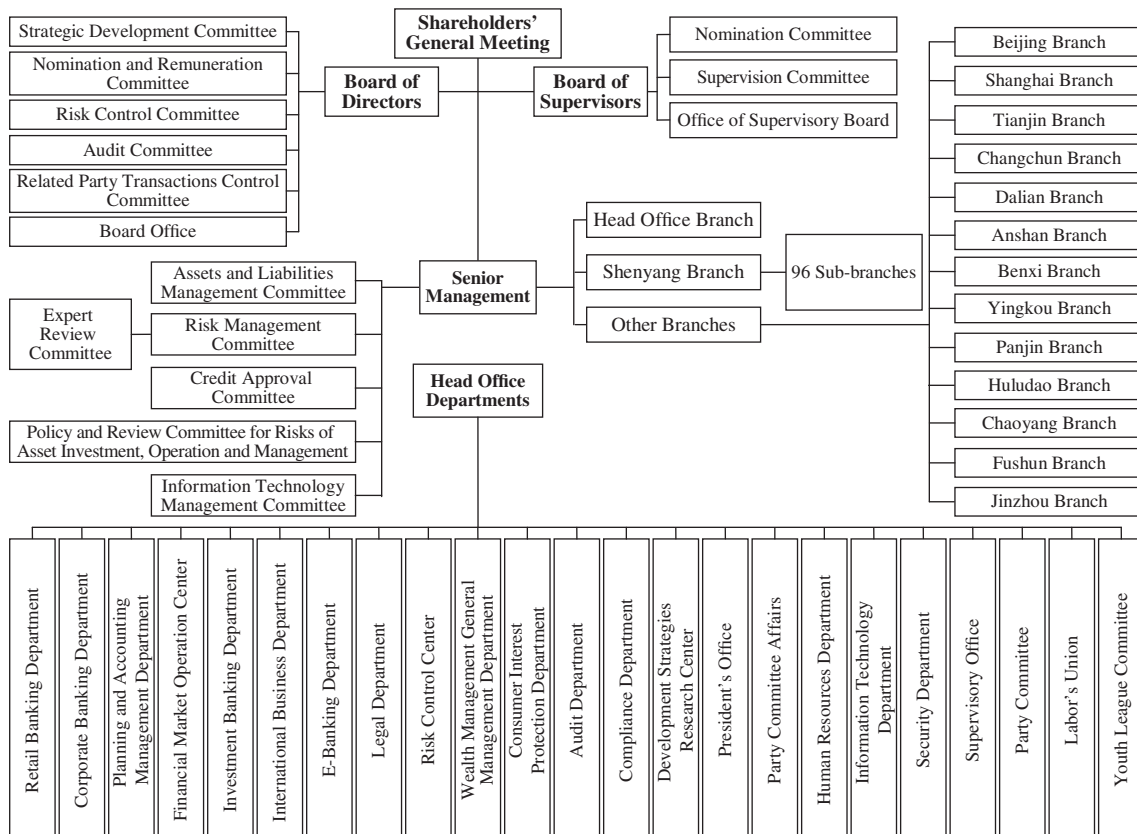 Shareholders'
General Meeting
Strategic Development Committee
Nomination and Remuneration
Committee
Risk Control Committee
Audit Committee
Related Party Transactions Control
Committee
Board Office
Board of
Directors
Board of
Supervisors
Nomination Committee
Supervision Committee
Office of Supervisory Board
Beijing Branch
Shanghai Branch
Tianjin Branch
Changchun Branch
Dalian Branch
Anshan Branch
Benxi Branch
Yingkou Branch
Panjin Branch
Huludao Branch
Chaoyang Branch
Fushun Branch
Jinzhou Branch
Head Office Branch
Shenyang Branch
Other Branches
96 Sub-branches
Senior
Management
Assets and Liabilities
Management Committee
Expert
Review
Committee
Risk Management
Committee
Credit Approval
Committee
Policy and Review Committee for Risks of
Asset Investment, Operation and Management
Information Technology
Management Committee
Head Office
Departments
Retail Banking Department
Corporate Banking Department
Planning and Accounting
Management Department
Financial Market Operation Center
Investment Banking Department
International Business Department
E-Banking Department
Legal Department
Risk Control Center
Wealth Management General
Management Department
Consumer Interest
Protection Department
Audit Department
Compliance Department
Development Strategies
Research Center
President's Office
Party Committee Affairs
Human Resources Department
Information Technology
Department
Security Department
Supervisory Office
Party Committee
Labor's Union
Youth League Committee